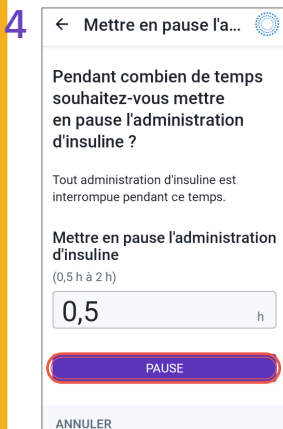 4
← Mettre en pause l'a...
Pendant combien de temps
souhaitez-vous mettre
en pause l'administration
d'insuline ?
Tout administration d'insuline est
interrompue pendant ce temps.
Mettre en pause l'administration
d'insuline
(0,5 h à 2 h)
0,5 h
PAUSE
ANNULER